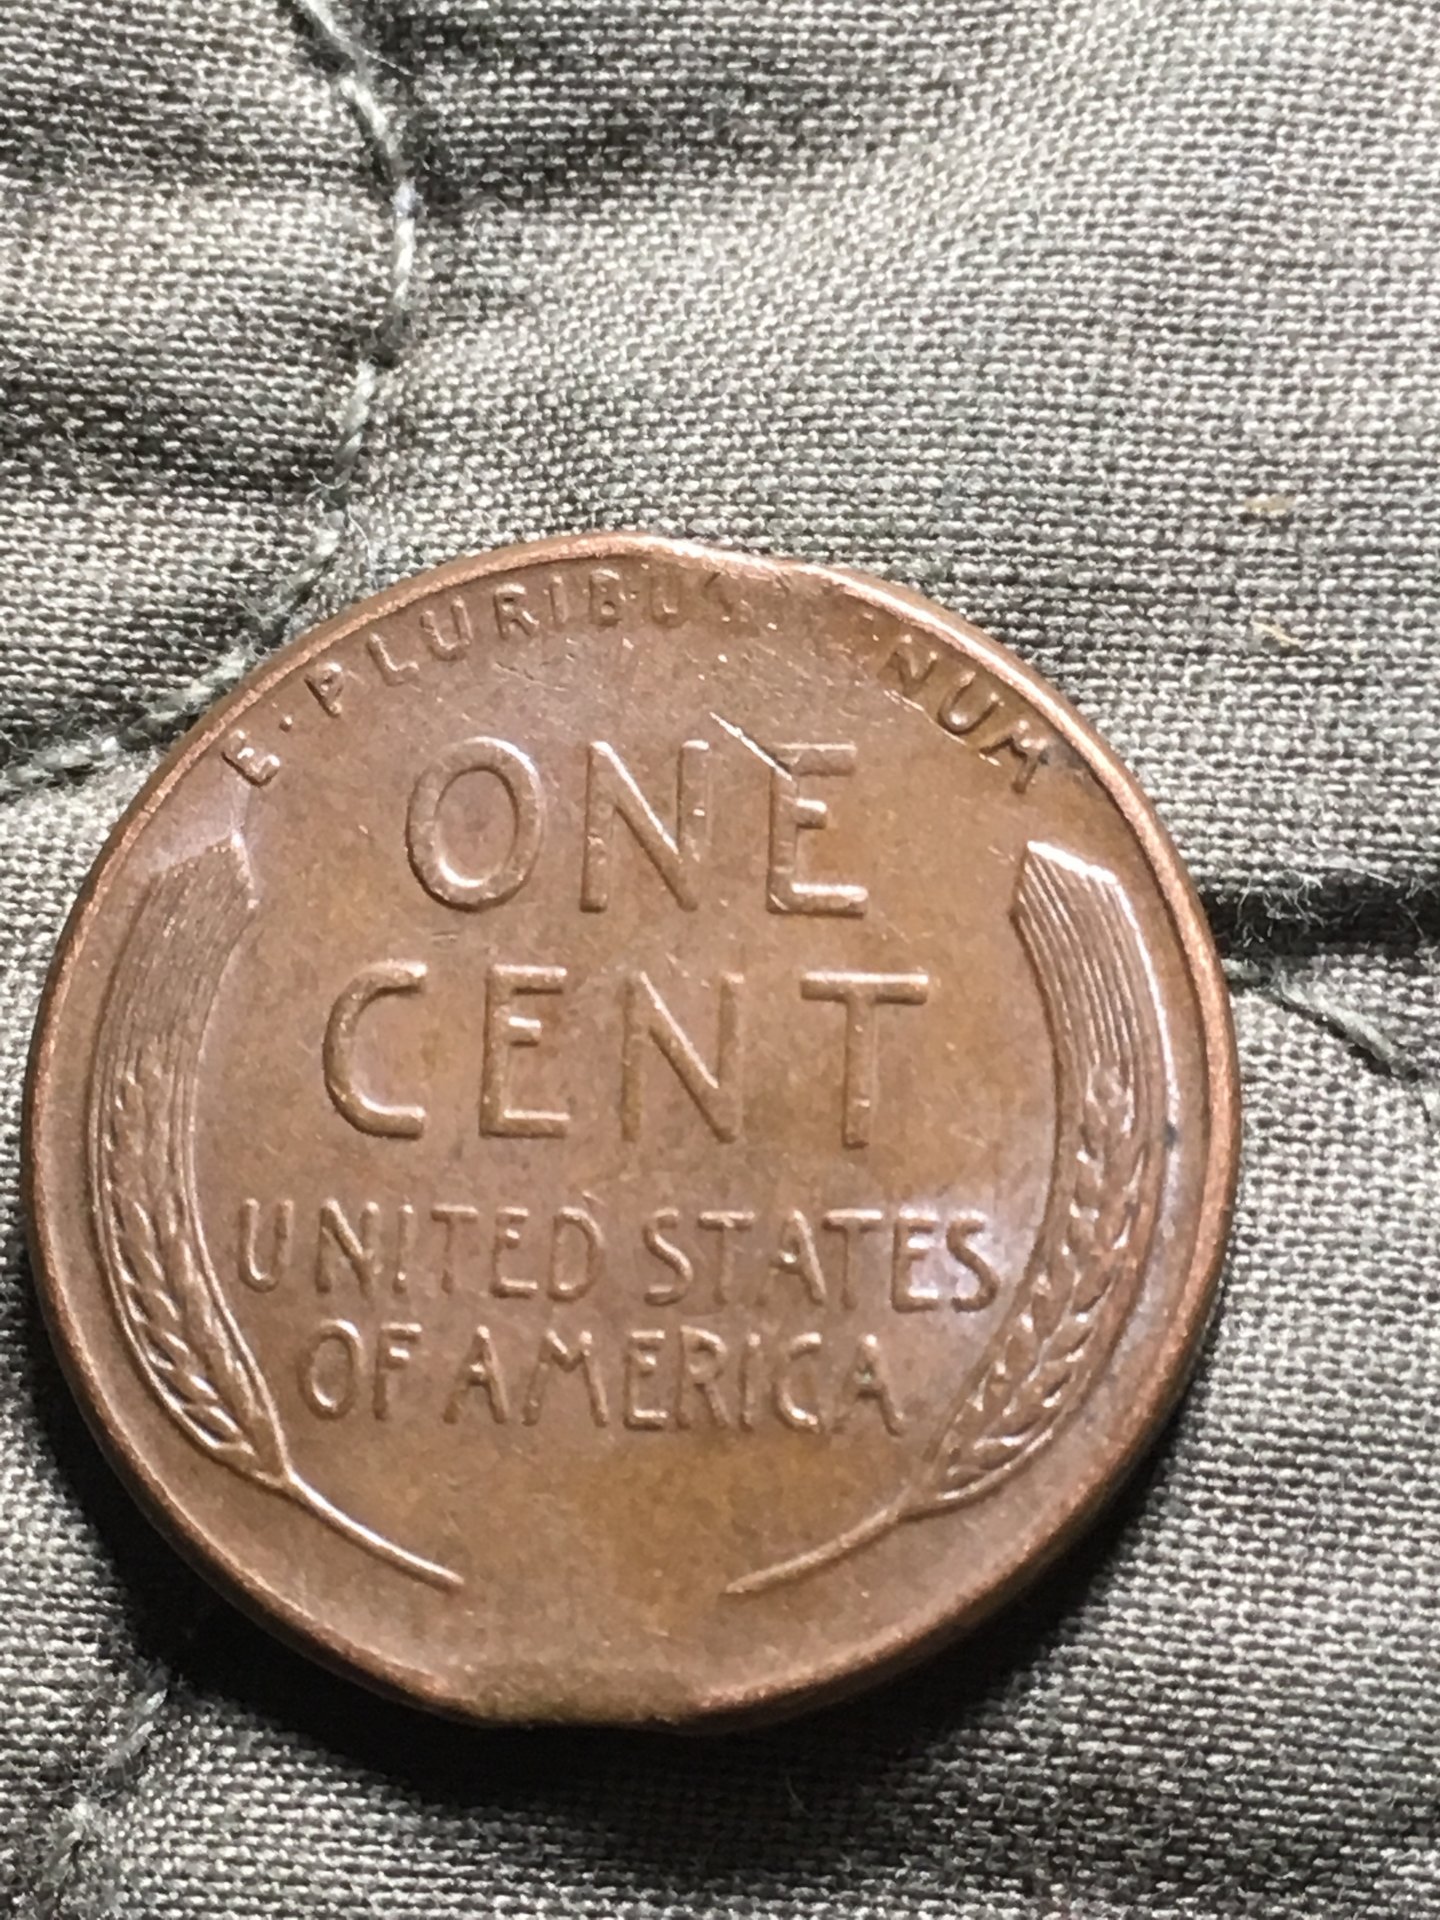 E·PLURIBUS UNUM
ONE
CENT
UNITED STATES
OF AMERICA